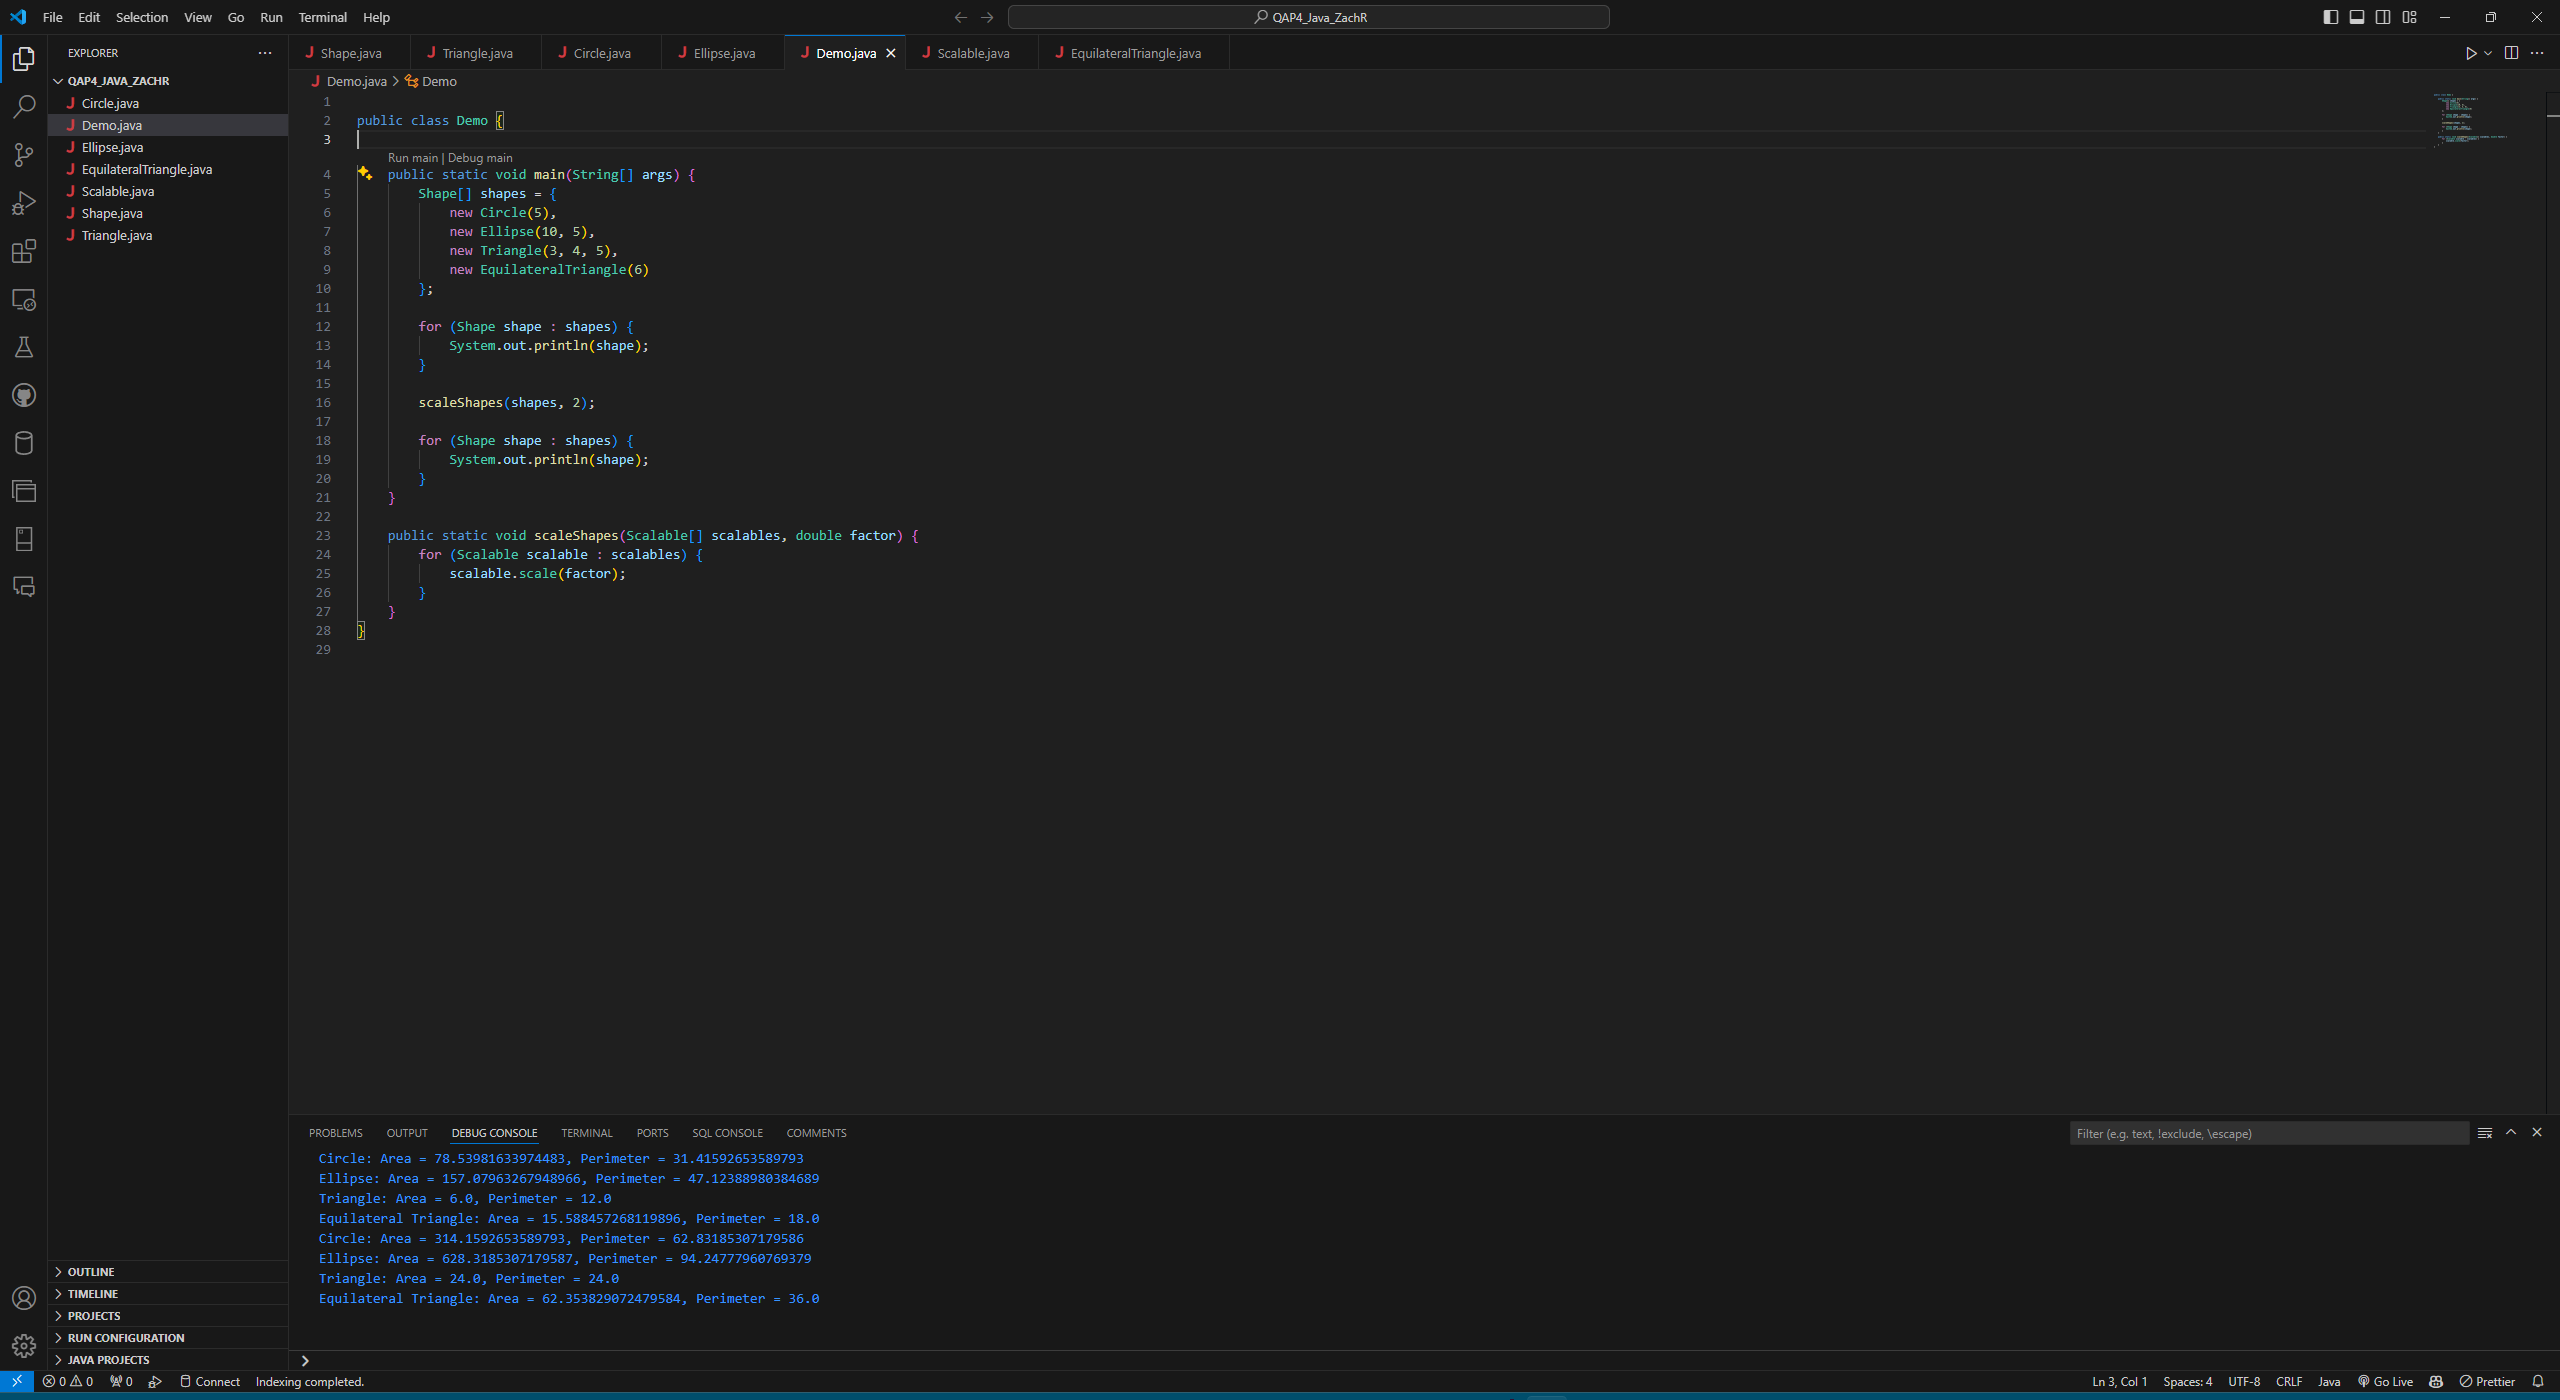 File Edit Selection View Go Run Terminal Help
QAP4_Java_ZachR
EXPLORER
QAP4_JAVA_ZACHR
Circle.java
Demo.java
Ellipse.java
EquilateralTriangle.java
Scalable.java
Shape.java
Triangle.java
OUTLINE
TIMELINE
PROJECTS
RUN CONFIGURATION
JAVA PROJECTS
Shape.java Triangle.java Circle.java Ellipse.java Demo.java Scalable.java EquilateralTriangle.java
Demo.java > Demo
1
2 public class Demo {
3
Run main | Debug main
4 public static void main(String[] args) {
5 Shape[] shapes = {
6 new Circle(5),
7 new Ellipse(10, 5),
8 new Triangle(3, 4, 5),
9 new EquilateralTriangle(6)
10 };
11
12 for (Shape shape : shapes) {
13 System.out.println(shape);
14 }
15
16 scaleShapes(shapes, 2);
17
18 for (Shape shape : shapes) {
19 System.out.println(shape);
20 }
21 }
22
23 public static void scaleShapes(Scalable[] scalables, double factor) {
24 for (Scalable scalable : scalables) {
25 scalable.scale(factor);
26 }
27 }
28 }
29
PROBLEMS OUTPUT DEBUG CONSOLE TERMINAL PORTS SQL CONSOLE COMMENTS
Filter (e.g. text, !exclude, \escape)
Circle: Area = 78.53981633974483, Perimeter = 31.41592653589793
Ellipse: Area = 157.07963267948966, Perimeter = 47.12388980384689
Triangle: Area = 6.0, Perimeter = 12.0
Equilateral Triangle: Area = 15.588457268119896, Perimeter = 18.0
Circle: Area = 314.1592653589793, Perimeter = 62.83185307179586
Ellipse: Area = 628.3185307179587, Perimeter = 94.24777960769379
Triangle: Area = 24.0, Perimeter = 24.0
Equilateral Triangle: Area = 62.353829072479584, Perimeter = 36.0
0 0 0 Connect Indexing completed.
Ln 3, Col 1 Spaces: 4 UTF-8 CRLF Java Go Live Prettier